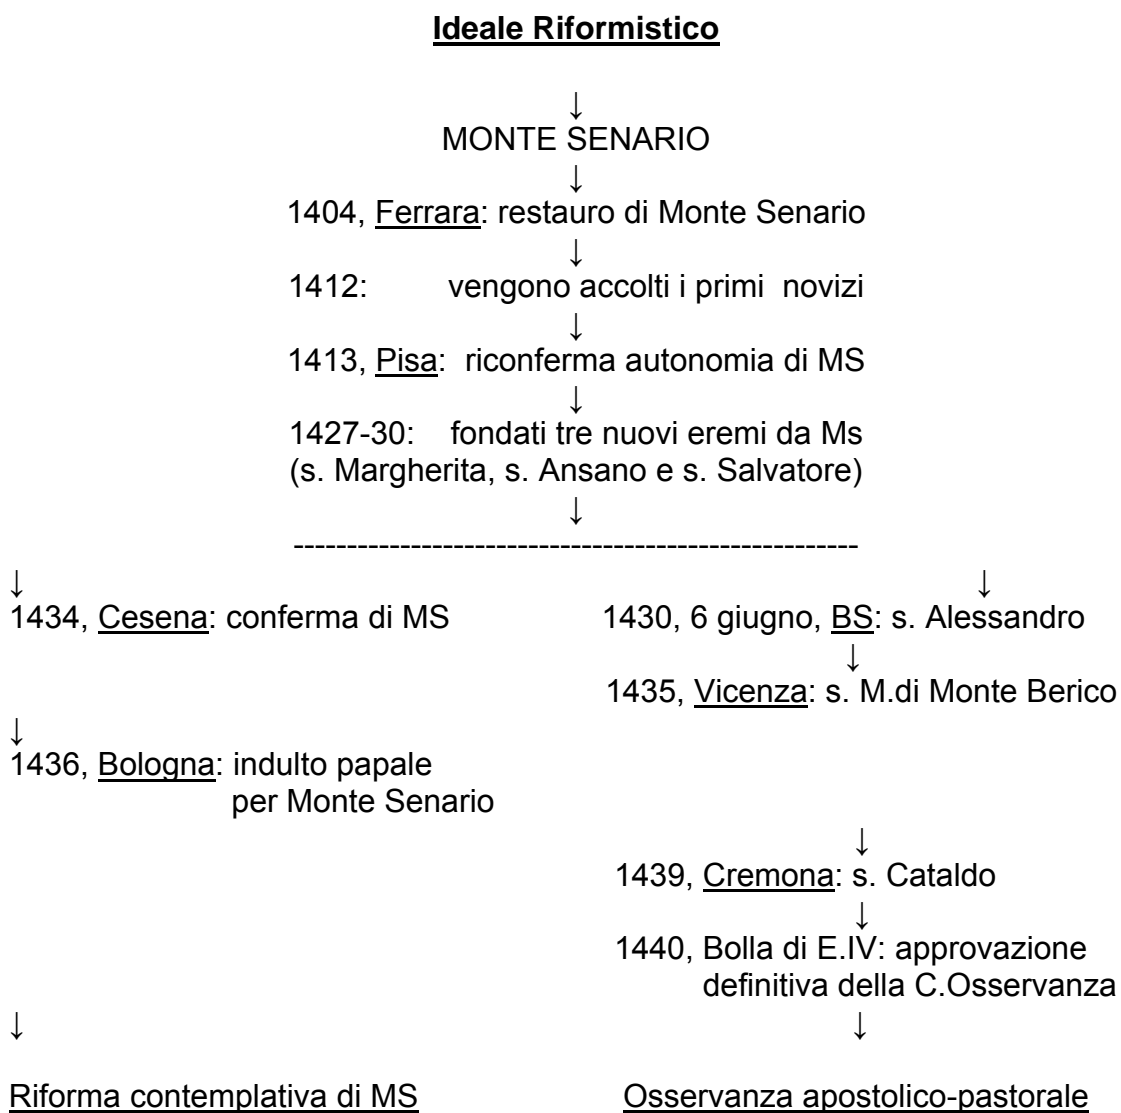 Ideale Riformistico
↓
MONTE SENARIO
↓
1404, Ferrara: restauro di Monte Senario
↓
1412: vengono accolti i primi novizi
↓
1413, Pisa: riconferma autonomia di MS
↓
1427-30: fondati tre nuovi eremi da Ms
(s. Margherita, s. Ansano e s. Salvatore)
↓
------------------------------------------------------
↓ ↓
1434, Cesena: conferma di MS 1430, 6 giugno, BS: s. Alessandro
↓
1435, Vicenza: s. M.di Monte Berico
↓
1436, Bologna: indulto papale
per Monte Senario
↓
1439, Cremona: s. Cataldo
↓
1440, Bolla di E.IV: approvazione
definitiva della C.Osservanza
↓ ↓
Riforma contemplativa di MS Osservanza apostolico-pastorale